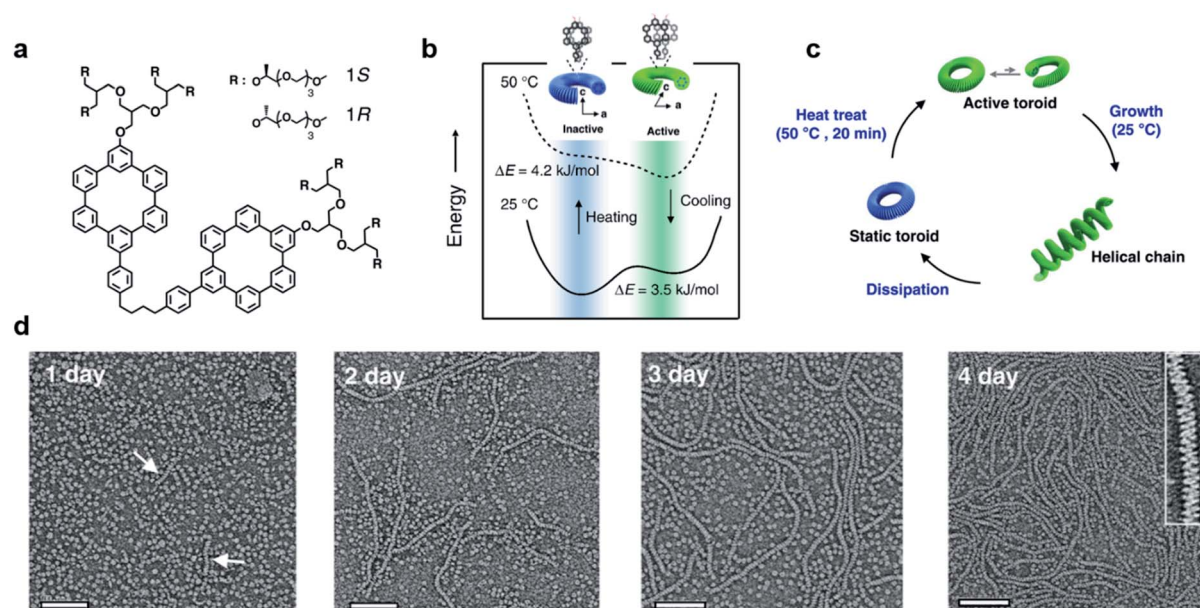 a
R
R
R
R
O
O
O
R : O (O )3 O 1S
O (O )3 O 1R
R
R
O
O
O
R
R
b
50 °C
c
a
Inactive
c
a
Active
ΔE = 4.2 kJ/mol
25 °C
Heating
Cooling
ΔE = 3.5 kJ/mol
Energy
c
Active toroid
Heat treat
(50 °C , 20 min)
Growth
(25 °C)
Static toroid
Helical chain
Dissipation
d
1 day
2 day
3 day
4 day